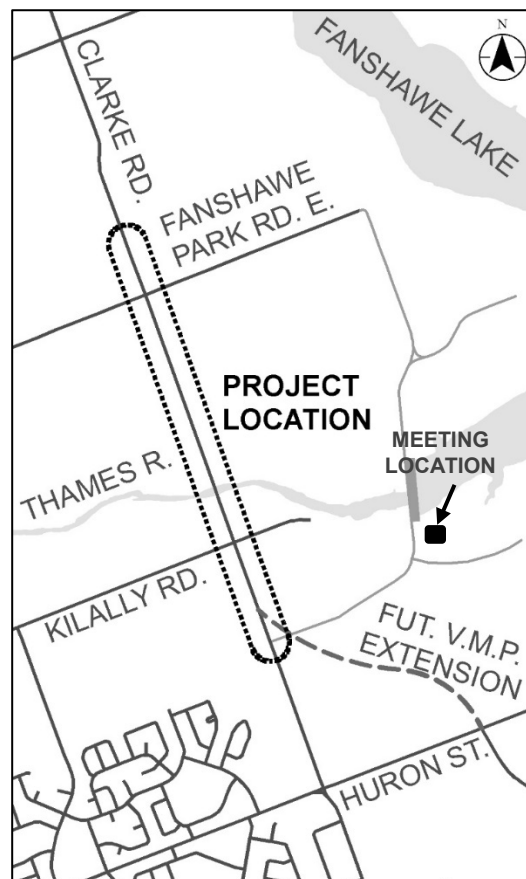 N
CLARKE RD.
FANSHAWE LAKE
FANSHAWE
PARK RD. E.
PROJECT
LOCATION
MEETING
LOCATION
THAMES R.
KILALLY RD.
FUT. V.M.P.
EXTENSION
HURON ST.